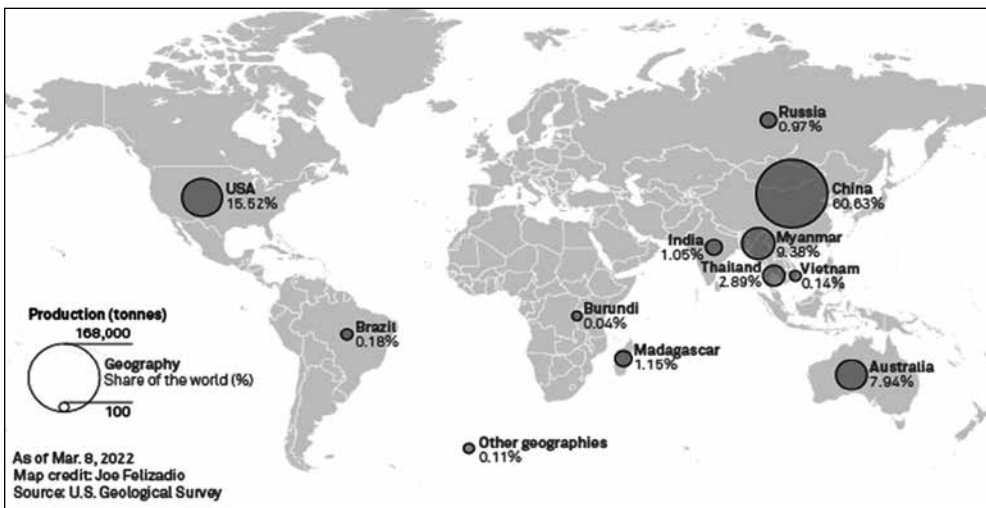 Russia
0.97%
USA
15.52%
China
60.63%
India
1.05%
Myanmar
9.38%
Thailand
2.89%
Vietnam
0.14%
Burundi
0.04%
Brazil
0.18%
Madagascar
1.15%
Australia
7.94%
Production (tonnes)
168,000
Geography
Share of the world (%)
100
Other geographies
0.11%
As of Mar. 8, 2022
Map credit: Joe Felizadio
Source: U.S. Geological Survey